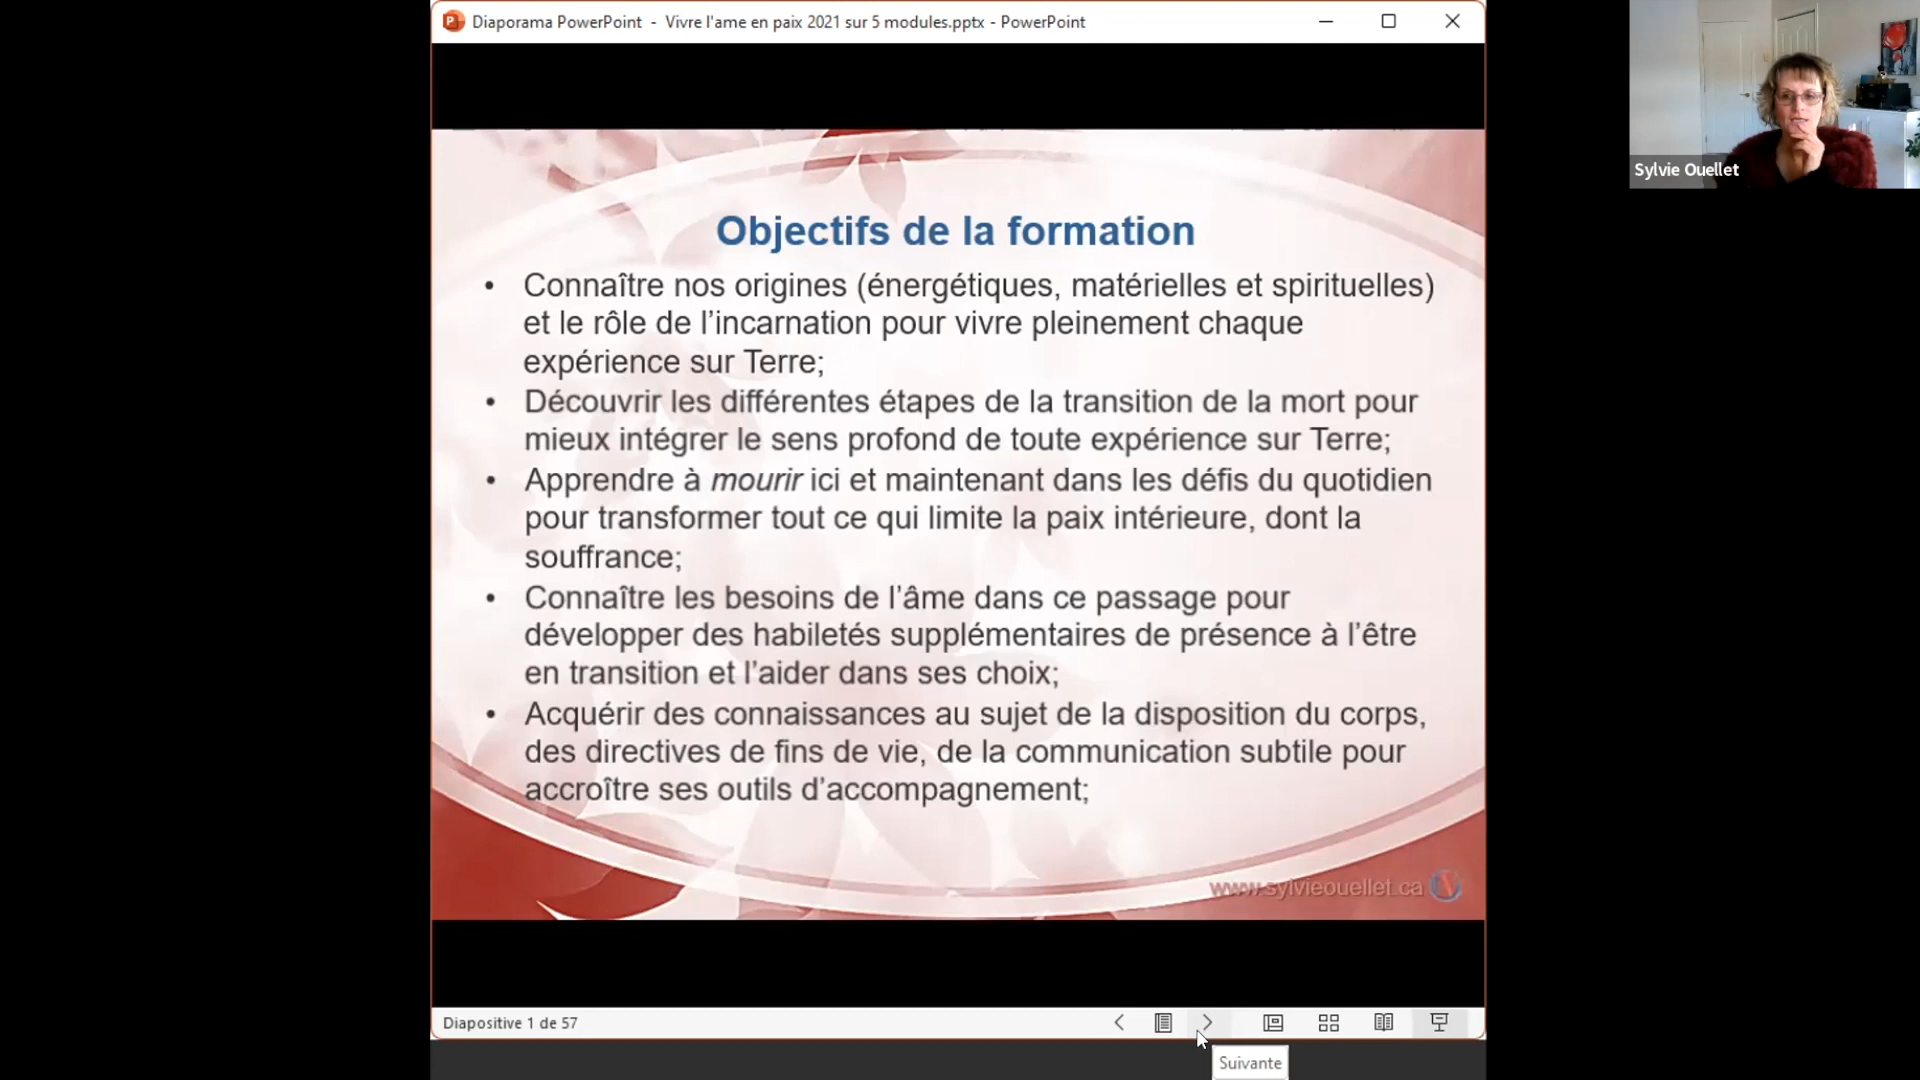 Diaporama PowerPoint - Vivre l'ame en paix 2021 sur 5 modules.pptx - PowerPoint
Sylvie Ouellet
Objectifs de la formation
• Connaître nos origines (énergétiques, matérielles et spirituelles)
et le rôle de l’incarnation pour vivre pleinement chaque
expérience sur Terre;
• Découvrir les différentes étapes de la transition de la mort pour
mieux intégrer le sens profond de toute expérience sur Terre;
• Apprendre à mourir ici et maintenant dans les défis du quotidien
pour transformer tout ce qui limite la paix intérieure, dont la
souffrance;
• Connaître les besoins de l’âme dans ce passage pour
développer des habiletés supplémentaires de présence à l’être
en transition et l’aider dans ses choix;
• Acquérir des connaissances au sujet de la disposition du corps,
des directives de fins de vie, de la communication subtile pour
accroître ses outils d’accompagnement;
www.sylvieouellet.ca
Diapositive 1 de 57
Suivante